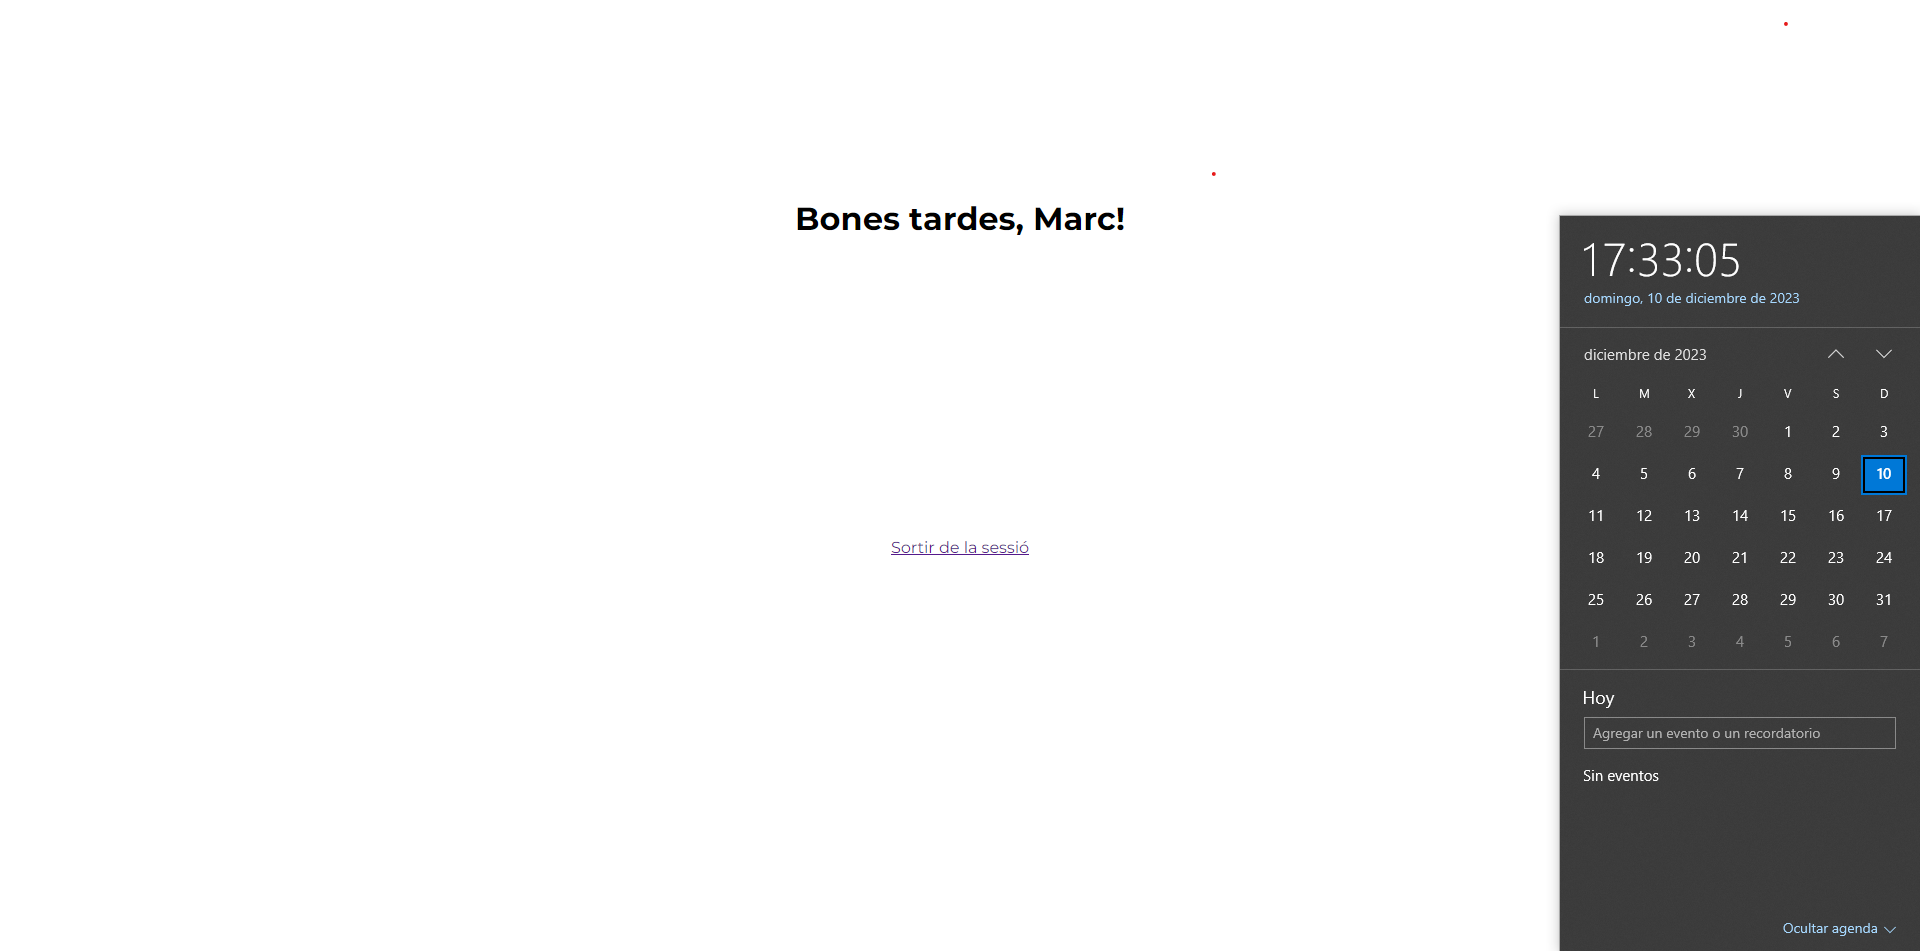 Bones tardes, Marc!
Sortir de la sessió
17:33:05
domingo, 10 de diciembre de 2023
diciembre de 2023
L M X J V S D
27 28 29 30 1 2 3
4 5 6 7 8 9 10
11 12 13 14 15 16 17
18 19 20 21 22 23 24
25 26 27 28 29 30 31
1 2 3 4 5 6 7
Hoy
Agregar un evento o un recordatorio
Sin eventos
Ocultar agenda